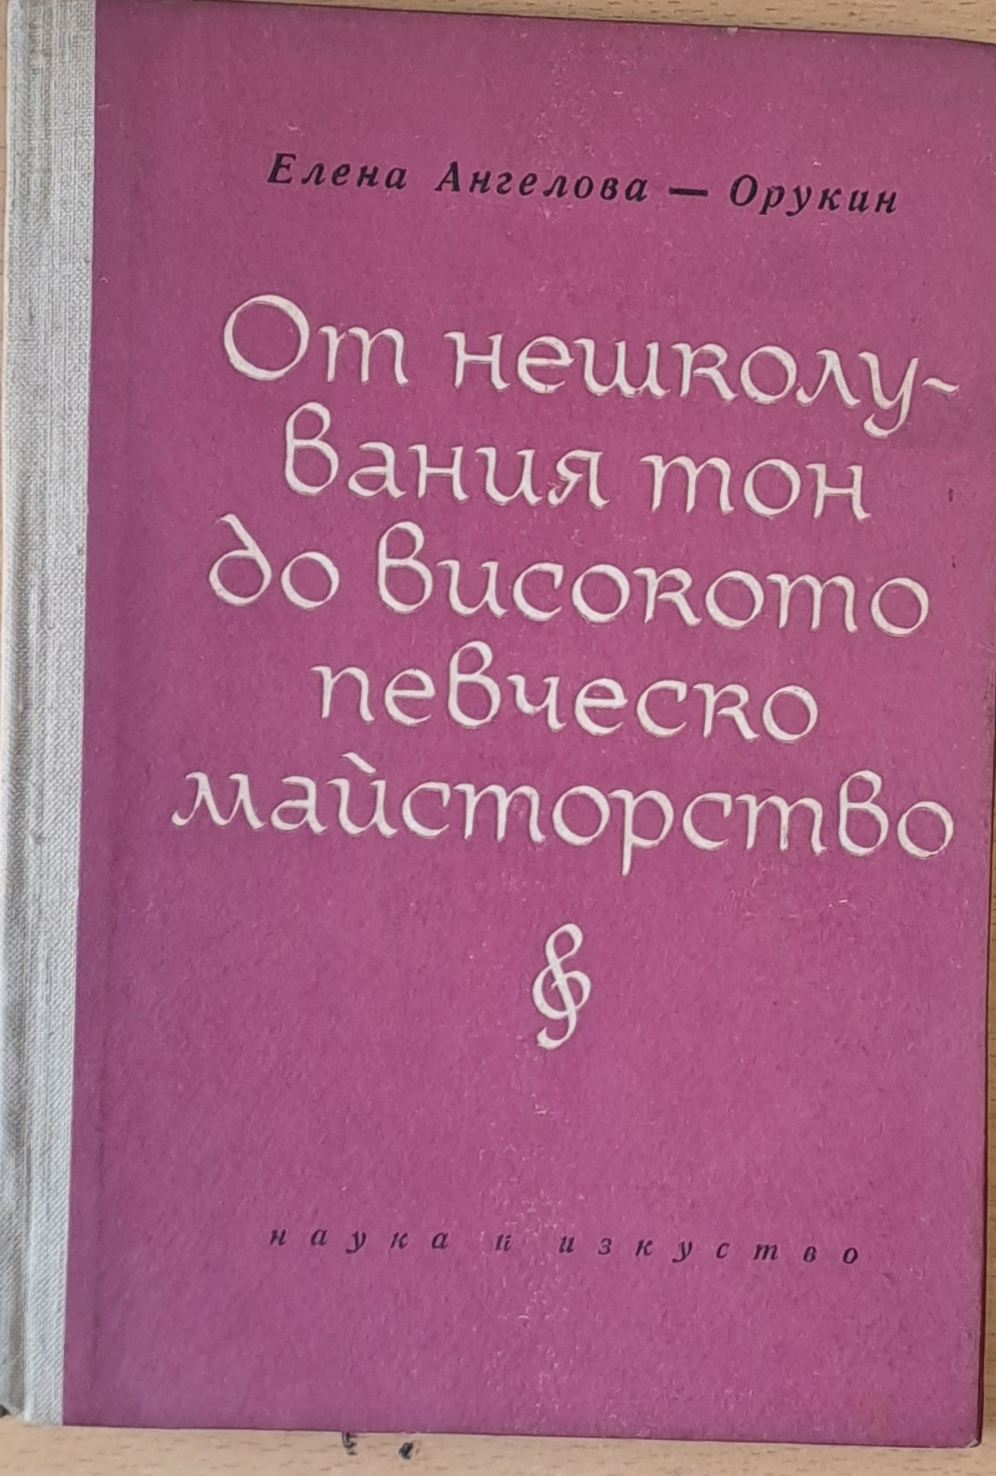 Елена Ангелова — Орукин
От нешколу-
вания тон
до високото
певческо
майсторство
наука и изкуство